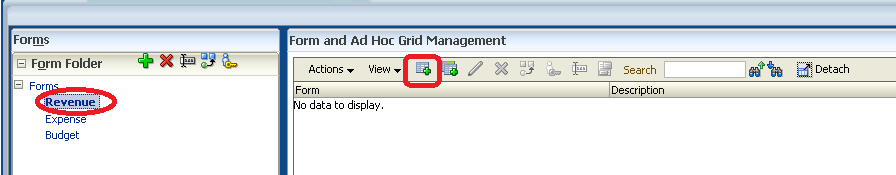 Forms
Form Folder
Forms
Revenue
Expense
Budget
Form and Ad Hoc Grid Management
Actions View Search Detach
Form Description
No data to display.